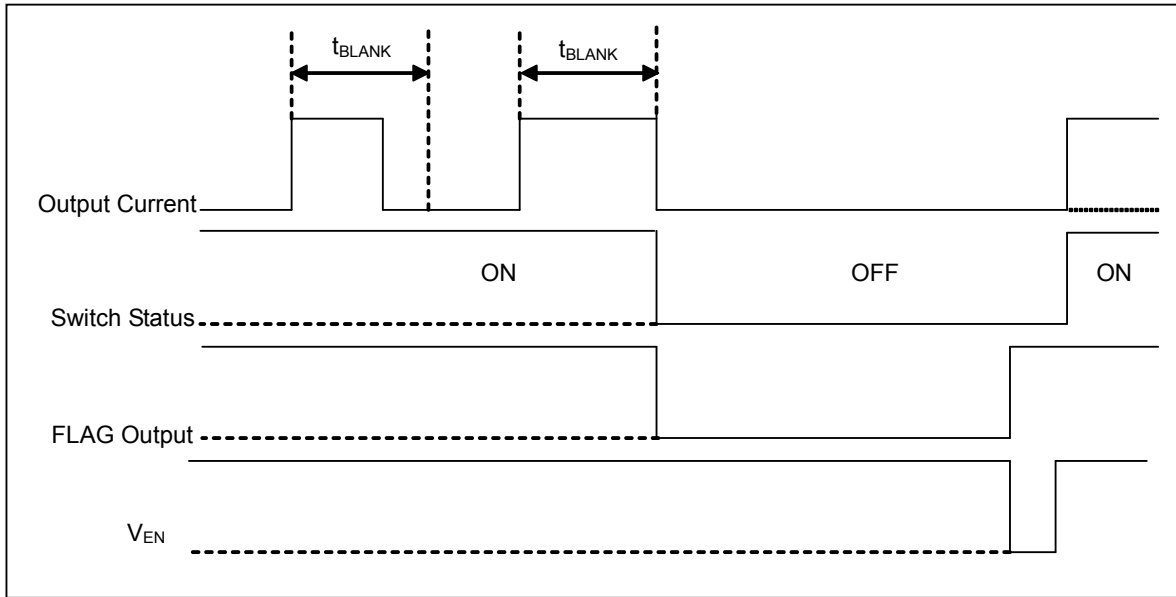 tBLANK
tBLANK
Output Current
ON
OFF
ON
Switch Status
FLAG Output
VEN